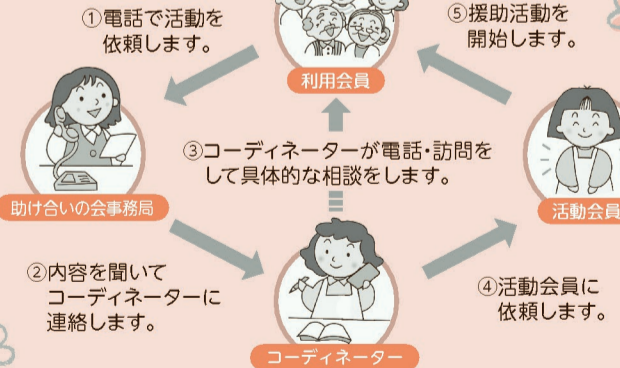 ①電話で活動を
依頼します。
⑤援助活動を
開始します。
利用会員
③コーディネーターが電話・訪問を
して具体的な相談をします。
助け合いの会事務局
活動会員
②内容を聞いて
コーディネーターに
連絡します。
④活動会員に
依頼します。
コーディネーター